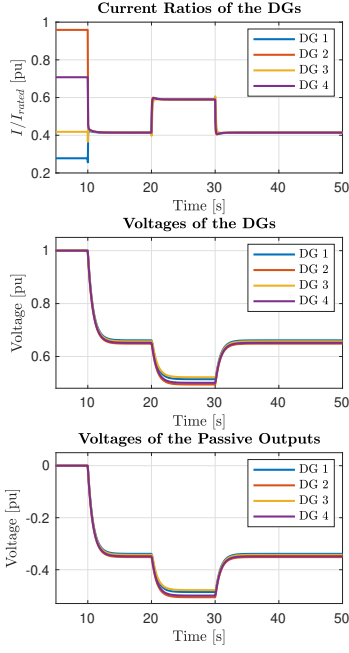 Current Ratios of the DGs
1
0.8
0.6
0.4
0.2
I/I_rated [pu]
DG 1
DG 2
DG 3
DG 4
10 20 30 40 50
Time [s]
Voltages of the DGs
1
0.8
0.6
Voltage [pu]
DG 1
DG 2
DG 3
DG 4
10 20 30 40 50
Time [s]
Voltages of the Passive Outputs
0
-0.2
-0.4
Voltage [pu]
DG 1
DG 2
DG 3
DG 4
10 20 30 40 50
Time [s]